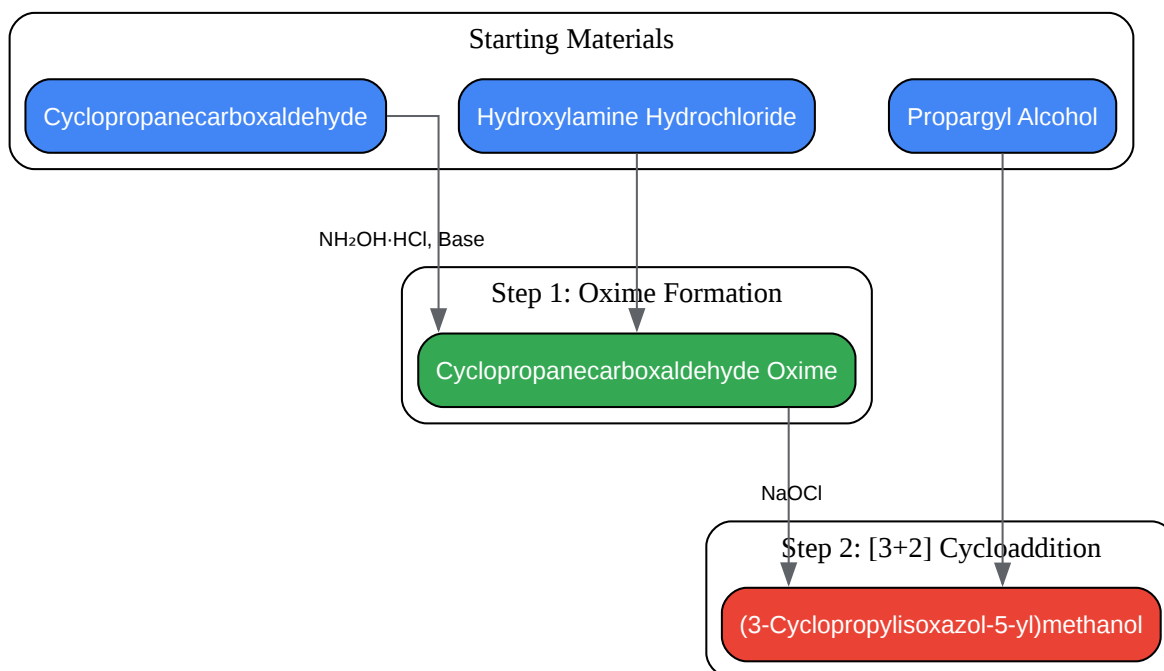 Starting Materials
Cyclopropanecarboxaldehyde
Hydroxylamine Hydrochloride
Propargyl Alcohol
NH₂OH·HCl, Base
Step 1: Oxime Formation
Cyclopropanecarboxaldehyde Oxime
NaOCl
Step 2: [3+2] Cycloaddition
(3-Cyclopropylisoxazol-5-yl)methanol